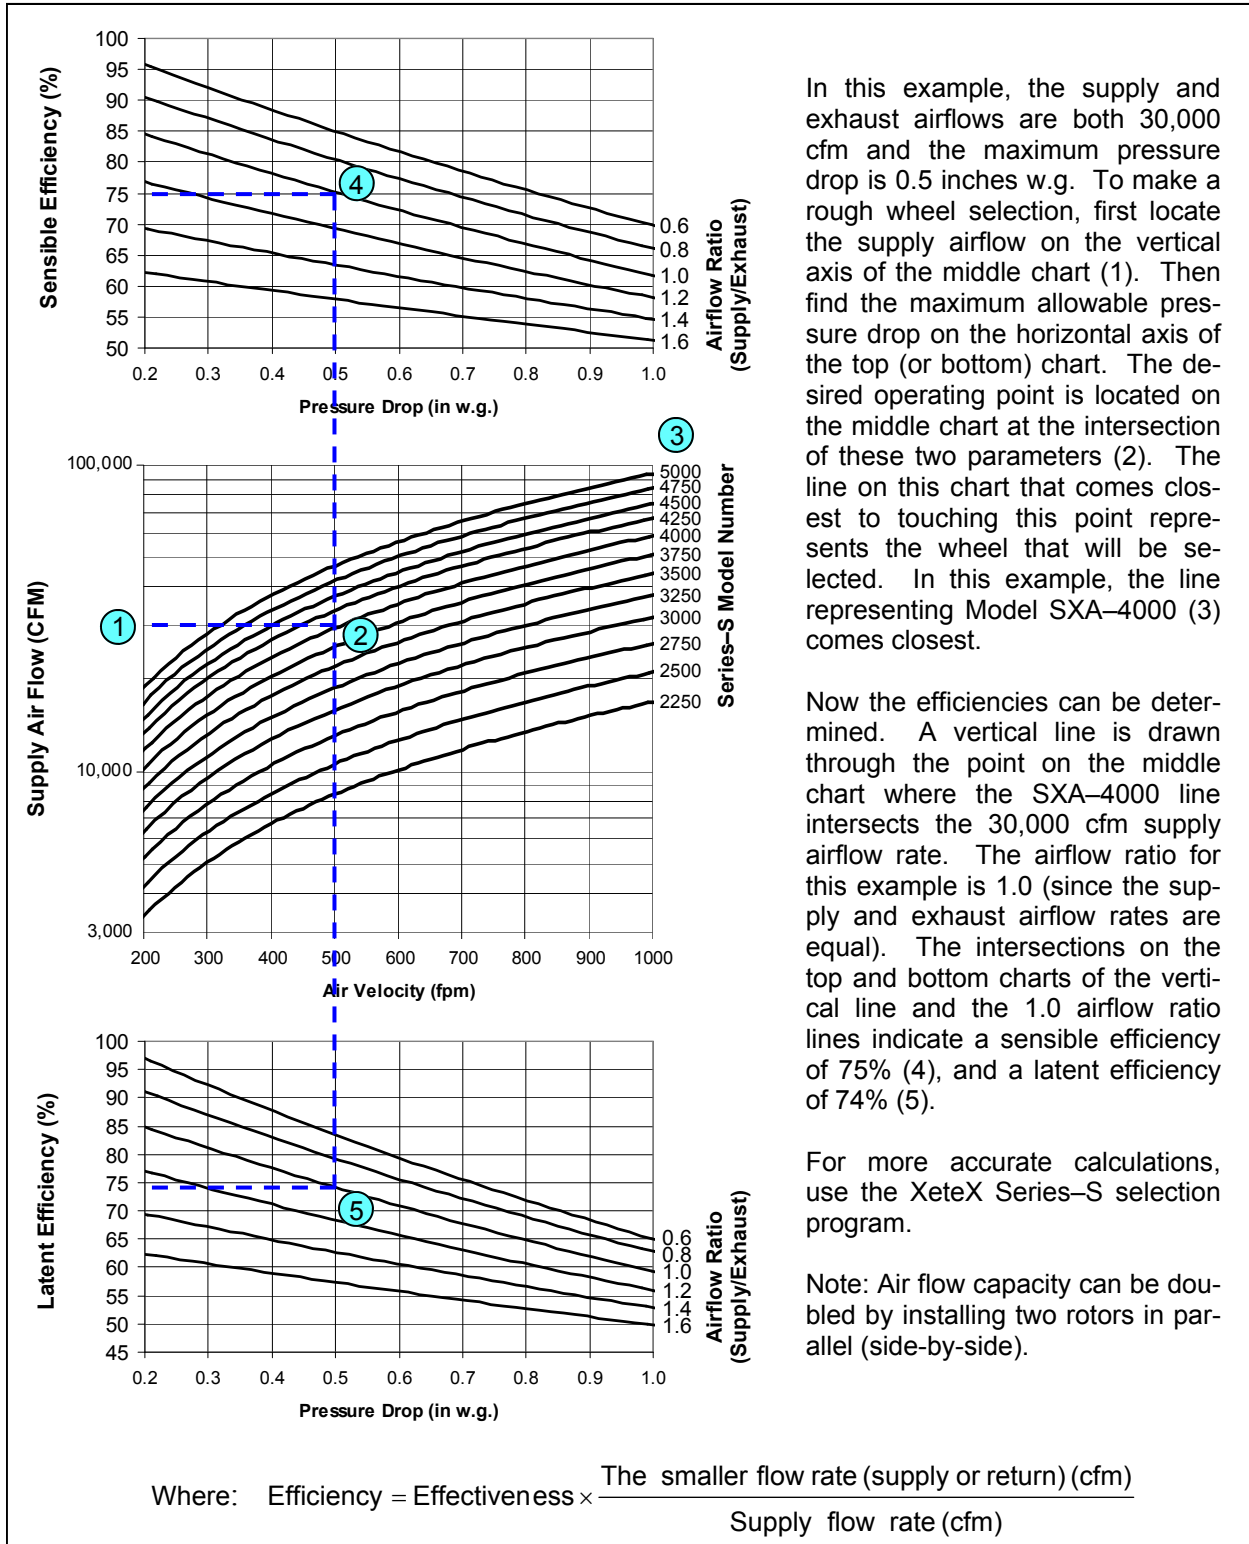 100
95
90
85
80
75
70
65
60
55
50
Sensible Efficiency (%)
4
0.6
0.8
1.0
1.2
1.4
1.6
Airflow Ratio
(Supply/Exhaust)
0.2 0.3 0.4 0.5 0.6 0.7 0.8 0.9 1.0
Pressure Drop (in w.g.)
3
100,000
10,000
3,000
Supply Air Flow (CFM)
1
2
5000
4750
4500
4250
4000
3750
3500
3250
3000
2750
2500
2250
Series–S Model Number
200 300 400 500 600 700 800 900 1000
Air Velocity (fpm)
100
95
90
85
80
75
70
65
60
55
50
45
Latent Efficiency (%)
5
0.6
0.8
1.0
1.2
1.4
1.6
Airflow Ratio
(Supply/Exhaust)
0.2 0.3 0.4 0.5 0.6 0.7 0.8 0.9 1.0
Pressure Drop (in w.g.)
In this example, the supply and
exhaust airflows are both 30,000
cfm and the maximum pressure
drop is 0.5 inches w.g. To make a
rough wheel selection, first locate
the supply airflow on the vertical
axis of the middle chart (1). Then
find the maximum allowable pres-
sure drop on the horizontal axis of
the top (or bottom) chart. The de-
sired operating point is located on
the middle chart at the intersection
of these two parameters (2). The
line on this chart that comes clos-
est to touching this point repre-
sents the wheel that will be se-
lected. In this example, the line
representing Model SXA–4000 (3)
comes closest.
Now the efficiencies can be deter-
mined. A vertical line is drawn
through the point on the middle
chart where the SXA–4000 line
intersects the 30,000 cfm supply
airflow rate. The airflow ratio for
this example is 1.0 (since the sup-
ply and exhaust airflow rates are
equal). The intersections on the
top and bottom charts of the verti-
cal line and the 1.0 airflow ratio
lines indicate a sensible efficiency
of 75% (4), and a latent efficiency
of 74% (5).
For more accurate calculations,
use the XeteX Series–S selection
program.
Note: Air flow capacity can be dou-
bled by installing two rotors in par-
allel (side-by-side).
Where: Efficiency = Effectiveness × The smaller flow rate (supply or return) (cfm)
Supply flow rate (cfm)